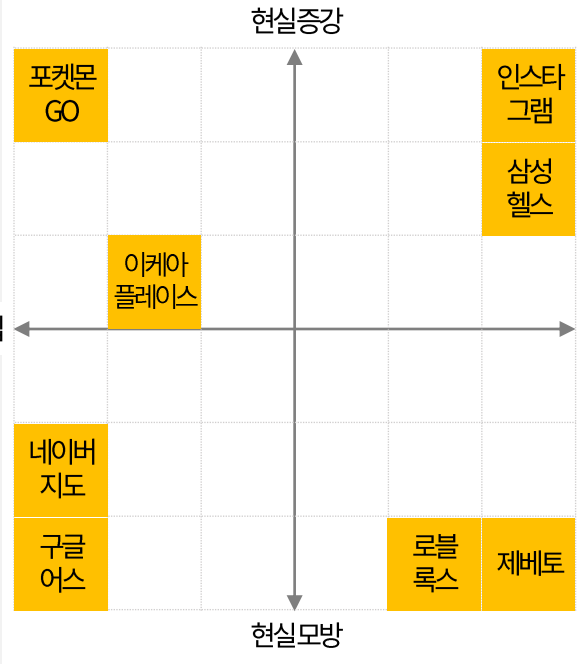 현실증강
포켓몬
GO
인스타
그램
삼성
헬스
이케아
플레이스
네이버
지도
구글
어스
로블
록스
제베토
현실모방